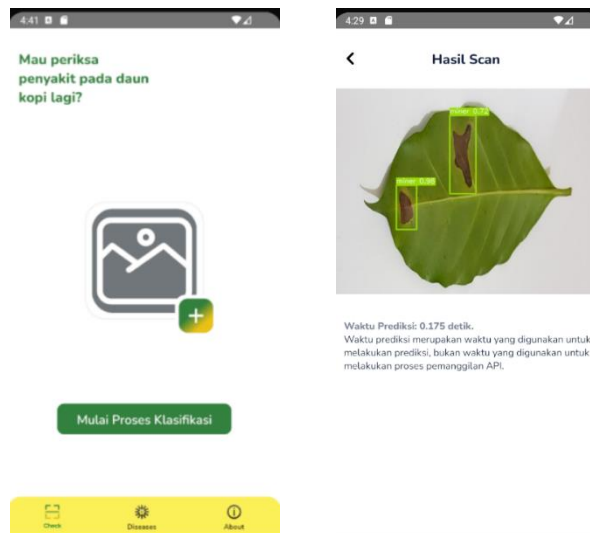 4:41
Mau periksa
penyakit pada daun
kopi lagi?
Mulai Proses Klasifikasi
Check
Diseases
About
4:29
Hasil Scan
miner 0.72
miner
Waktu Prediksi: 0.175 detik.
Waktu prediksi merupakan waktu yang digunakan untuk
melakukan prediksi, bukan waktu yang digunakan untuk
melakukan proses pemanggilan API.